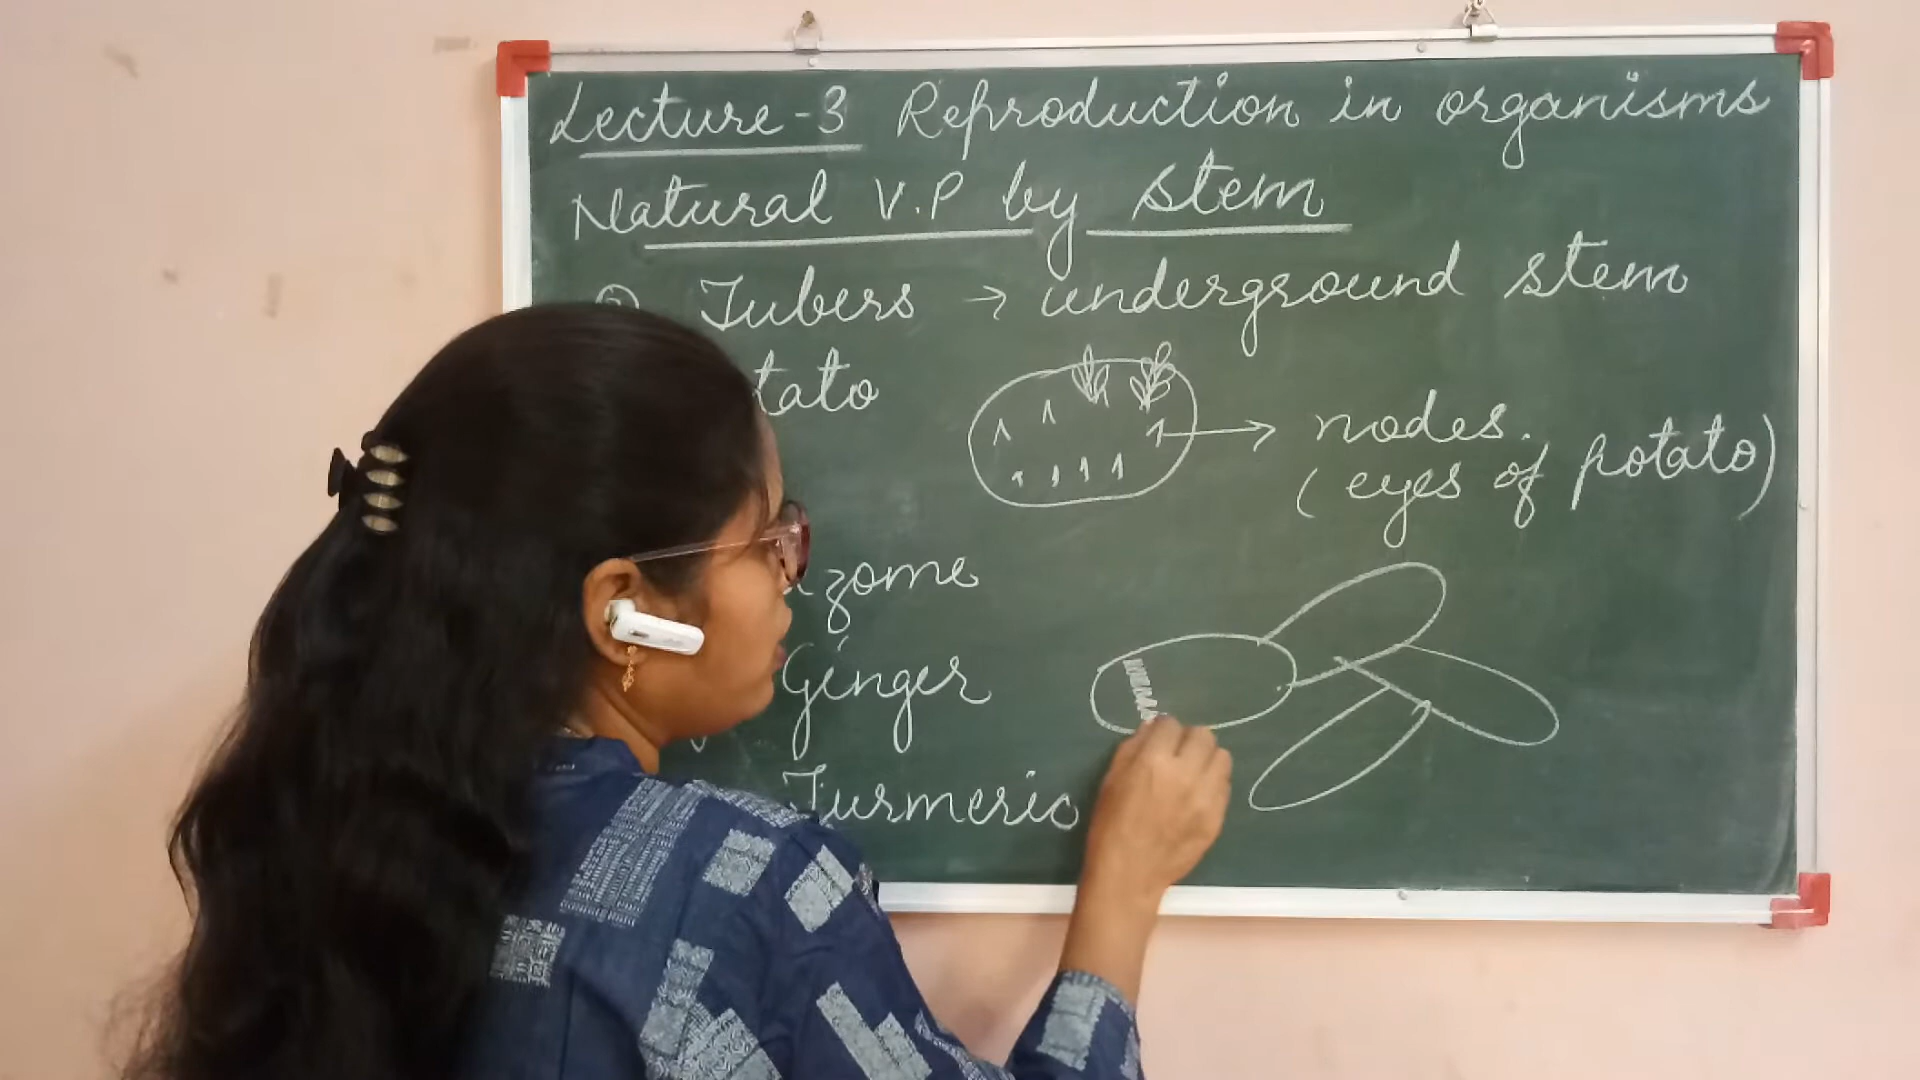 Lecture-3 Reproduction in organisms
Natural V.P by stem
Tubers → underground stem
tato
nodes.
(eyes of potato)
zome
Ginger
Turmeric